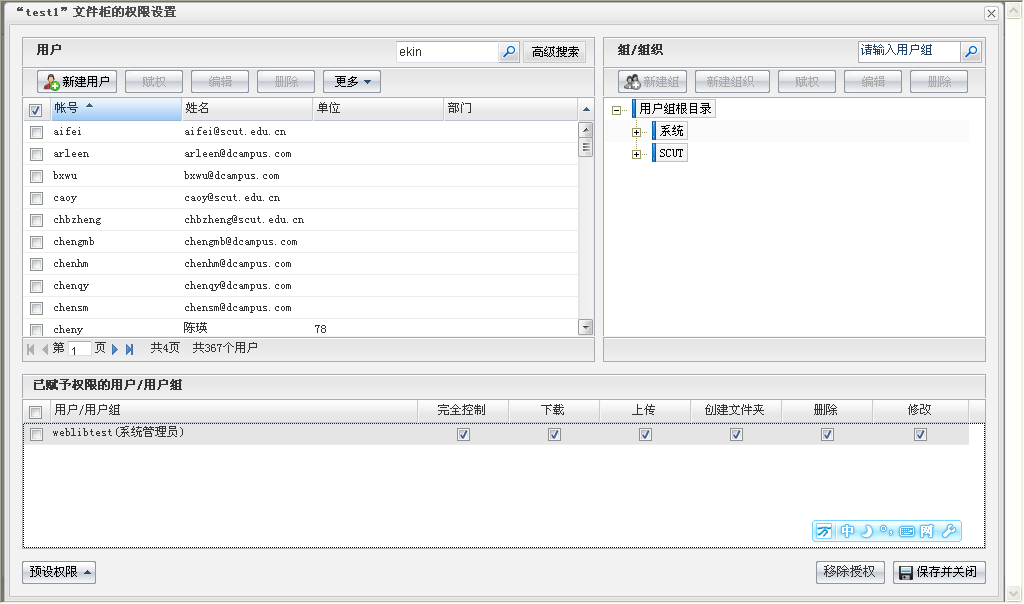 “test1”文件柜的权限设置
用户
ekin
高级搜索
新建用户
赋权
编辑
删除
更多
帐号 姓名 单位 部门
aifei aifei@scut.edu.cn
arleen arleen@dcampus.com
bxwu bxwu@dcampus.com
caoy caoy@scut.edu.cn
chbzheng chbzheng@scut.edu.cn
chengmb chengmb@dcampus.com
chenhm chenhm@dcampus.com
chenqy chenqy@dcampus.com
chensm chensm@dcampus.com
cheny 陈瑛 78
第 1 页 共4页 共367个用户
组/组织
请输入用户组
新建组
新建组织
赋权
编辑
删除
用户组根目录
系统
SCUT
已赋予权限的用户/用户组
用户/用户组 完全控制 下载 上传 创建文件夹 删除 修改
weblibtest(系统管理员)
万 中 网
预设权限
移除授权
保存并关闭